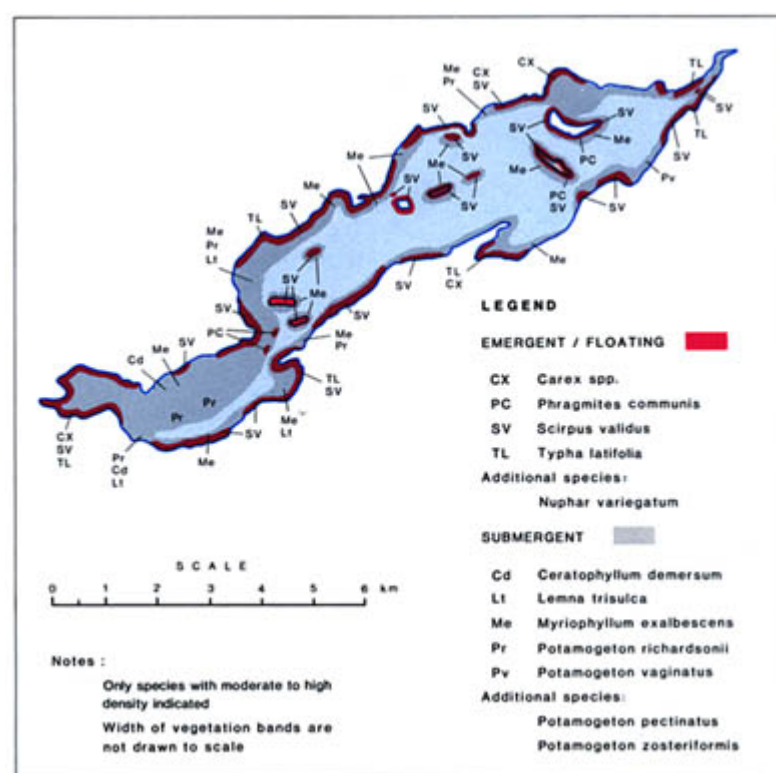 Me
Pr
CX
SV
CX
TL
SV
TL
SV
SV
SV
SV
Me
PC
Me
SV
Me
SV
Me
PC
SV
SV
Pv
SV
Me
SV
TL
Me
Pr
Lt
SV
Me
SV
TL
CX
Me
SV
SV
PC
Me
Pr
SV
Me
Cd
Pr
Pr
TL
SV
Me
Lt
SV
Me
CX
SV
TL
Pr
Cd
Lt
LEGEND
EMERGENT / FLOATING
CX Carex spp.
PC Phragmites communis
SV Scirpus validus
TL Typha latifolia
Additional species:
Nuphar variegatum
SUBMERGENT
Cd Ceratophyllum demersum
Lt Lemna trisulca
Me Myriophyllum exalbescens
Pr Potamogeton richardsonii
Pv Potamogeton vaginatus
Additional species:
Potamogeton pectinatus
Potamogeton zosteriformis
SCALE
0 1 2 3 4 5 6 km
Notes :
Only species with moderate to high
density indicated
Width of vegetation bands are
not drawn to scale